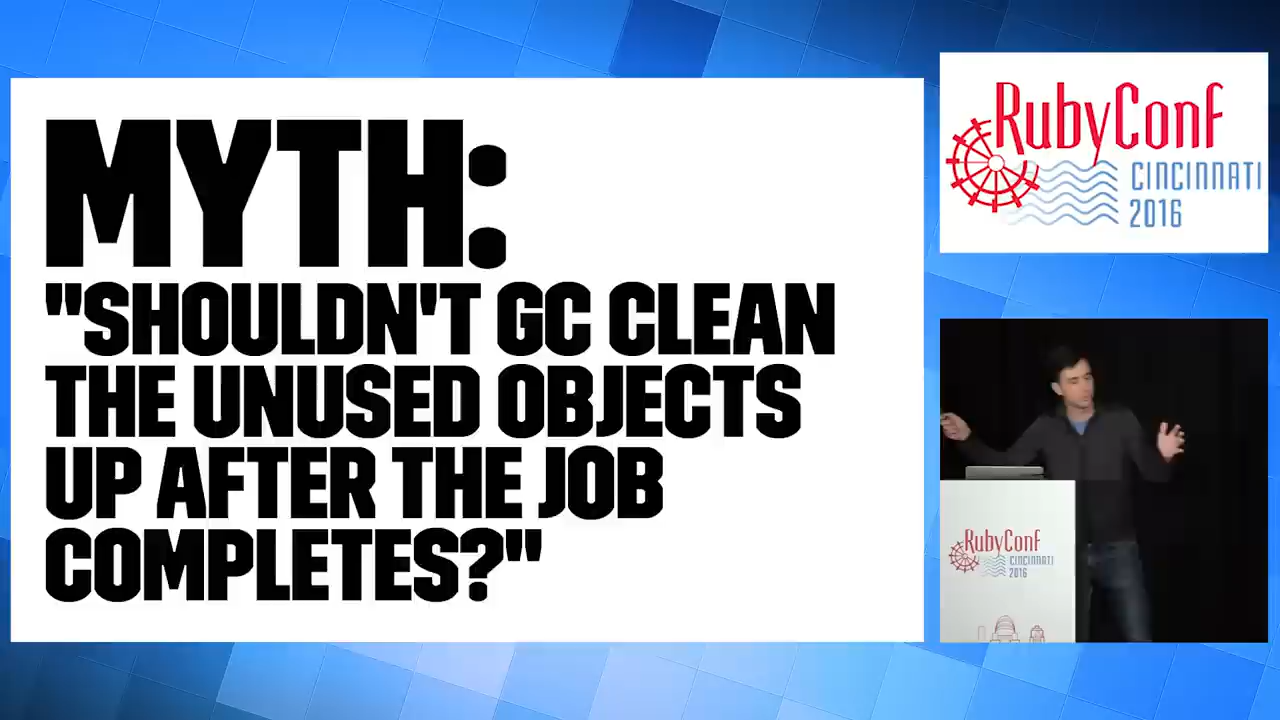 MYTH:
"SHOULDN'T GC CLEAN
THE UNUSED OBJECTS
UP AFTER THE JOB
COMPLETES?"
RubyConf
CINCINNATI
2016
RubyConf
CINCINNATI
2016